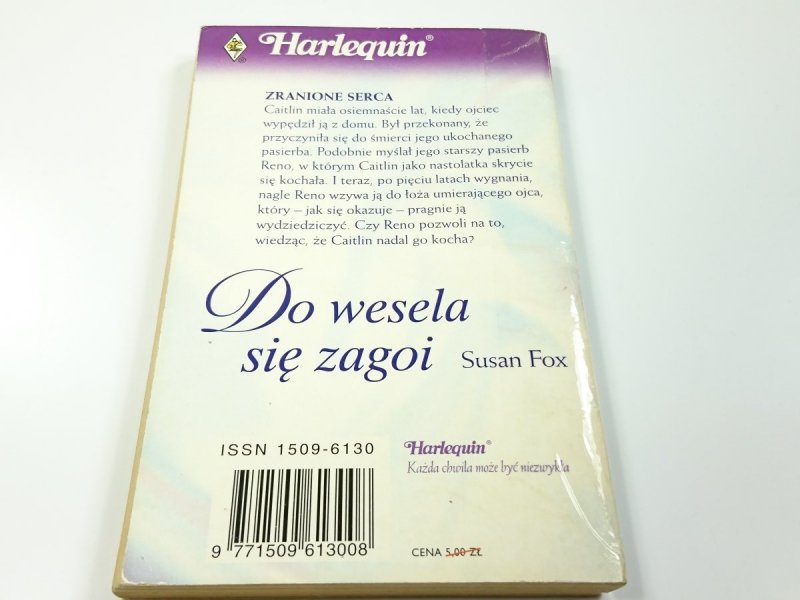 Harlequin®
ZRANIONE SERCA
Caitlin miała osiemnaście lat, kiedy ojciec
wypędził ją z domu. Był przekonany, że
przyczyniła się do śmierci jego ukochanego
pasierba. Podobnie myślał jego starszy pasierb
Reno, w którym Caitlin jako nastolatka skrycie
się kochała. I teraz, po pięciu latach wygnania,
nagle Reno wzywa ją do łoża umierającego ojca,
który – jak się okazuje – pragnie ją
wydziedziczyć. Czy Reno pozwoli na to,
wiedząc, że Caitlin nadal go kocha?
Do wesela
się zagoi Susan Fox
ISSN 1509-6130
Harlequin®
Każda chwila może być niezwykła
9 771509 613008
CENA 5,00 ZŁ